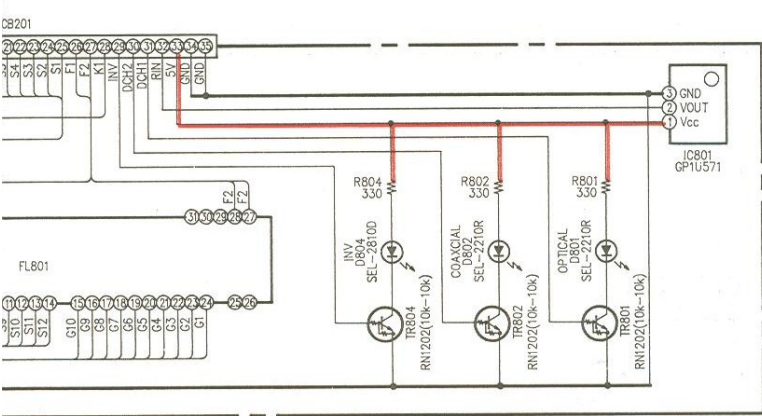 CB201
21 22 23 24 25 26 27 28 29 30 31 32 33 34 35
S4
S3
S2
S1
F1
F2
K1
INV
DCH2
DCH1
RIN
5V
GND
GND
3 GND
2 VOUT
1 Vcc
IC801
GP1U571
R804
330
R802
330
R801
330
F2
F2
31 30 29 28 27
INV
D804
SEL-2810D
COAXCIAL
D802
SEL-2210R
OPTICAL
D801
SEL-2210R
FL801
11 12 13 14 15 16 17 18 19 20 21 22 23 24 25 26
S9
S10
S11
S12
G10
G9
G8
G7
G6
G5
G4
G3
G2
G1
TR804
RN1202(10k-10k)
TR802
RN1202(10k-10k)
TR801
RN1202(10k-10k)